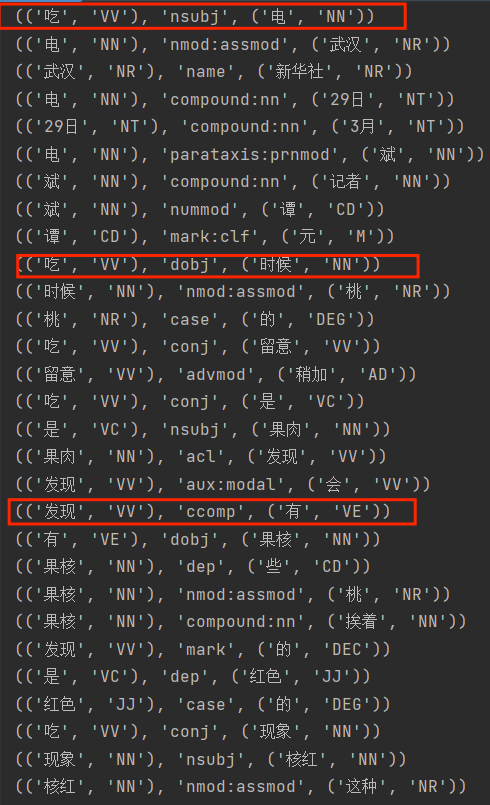 (('吃', 'VV'), 'nsubj', ('电', 'NN'))
(('电', 'NN'), 'nmod:assmod', ('武汉', 'NR'))
(('武汉', 'NR'), 'name', ('新华社', 'NR'))
(('电', 'NN'), 'compound:nn', ('29日', 'NT'))
(('29日', 'NT'), 'compound:nn', ('3月', 'NT'))
(('电', 'NN'), 'parataxis:prnmod', ('斌', 'NN'))
(('斌', 'NN'), 'compound:nn', ('记者', 'NN'))
(('斌', 'NN'), 'nummod', ('谭', 'CD'))
(('谭', 'CD'), 'mark:clf', ('元', 'M'))
(('吃', 'VV'), 'dobj', ('时候', 'NN'))
(('时候', 'NN'), 'nmod:assmod', ('桃', 'NR'))
(('桃', 'NR'), 'case', ('的', 'DEG'))
(('吃', 'VV'), 'conj', ('留意', 'VV'))
(('留意', 'VV'), 'advmod', ('稍加', 'AD'))
(('吃', 'VV'), 'conj', ('是', 'VC'))
(('是', 'VC'), 'nsubj', ('果肉', 'NN'))
(('果肉', 'NN'), 'acl', ('发现', 'VV'))
(('发现', 'VV'), 'aux:modal', ('会', 'VV'))
(('发现', 'VV'), 'ccomp', ('有', 'VE'))
(('有', 'VE'), 'dobj', ('果核', 'NN'))
(('果核', 'NN'), 'dep', ('些', 'CD'))
(('果核', 'NN'), 'nmod:assmod', ('桃', 'NR'))
(('果核', 'NN'), 'compound:nn', ('挨着', 'NN'))
(('发现', 'VV'), 'mark', ('的', 'DEC'))
(('是', 'VC'), 'dep', ('红色', 'JJ'))
(('红色', 'JJ'), 'case', ('的', 'DEG'))
(('吃', 'VV'), 'conj', ('现象', 'NN'))
(('现象', 'NN'), 'nsubj', ('核红', 'NN'))
(('核红', 'NN'), 'nmod:assmod', ('这种', 'NR'))